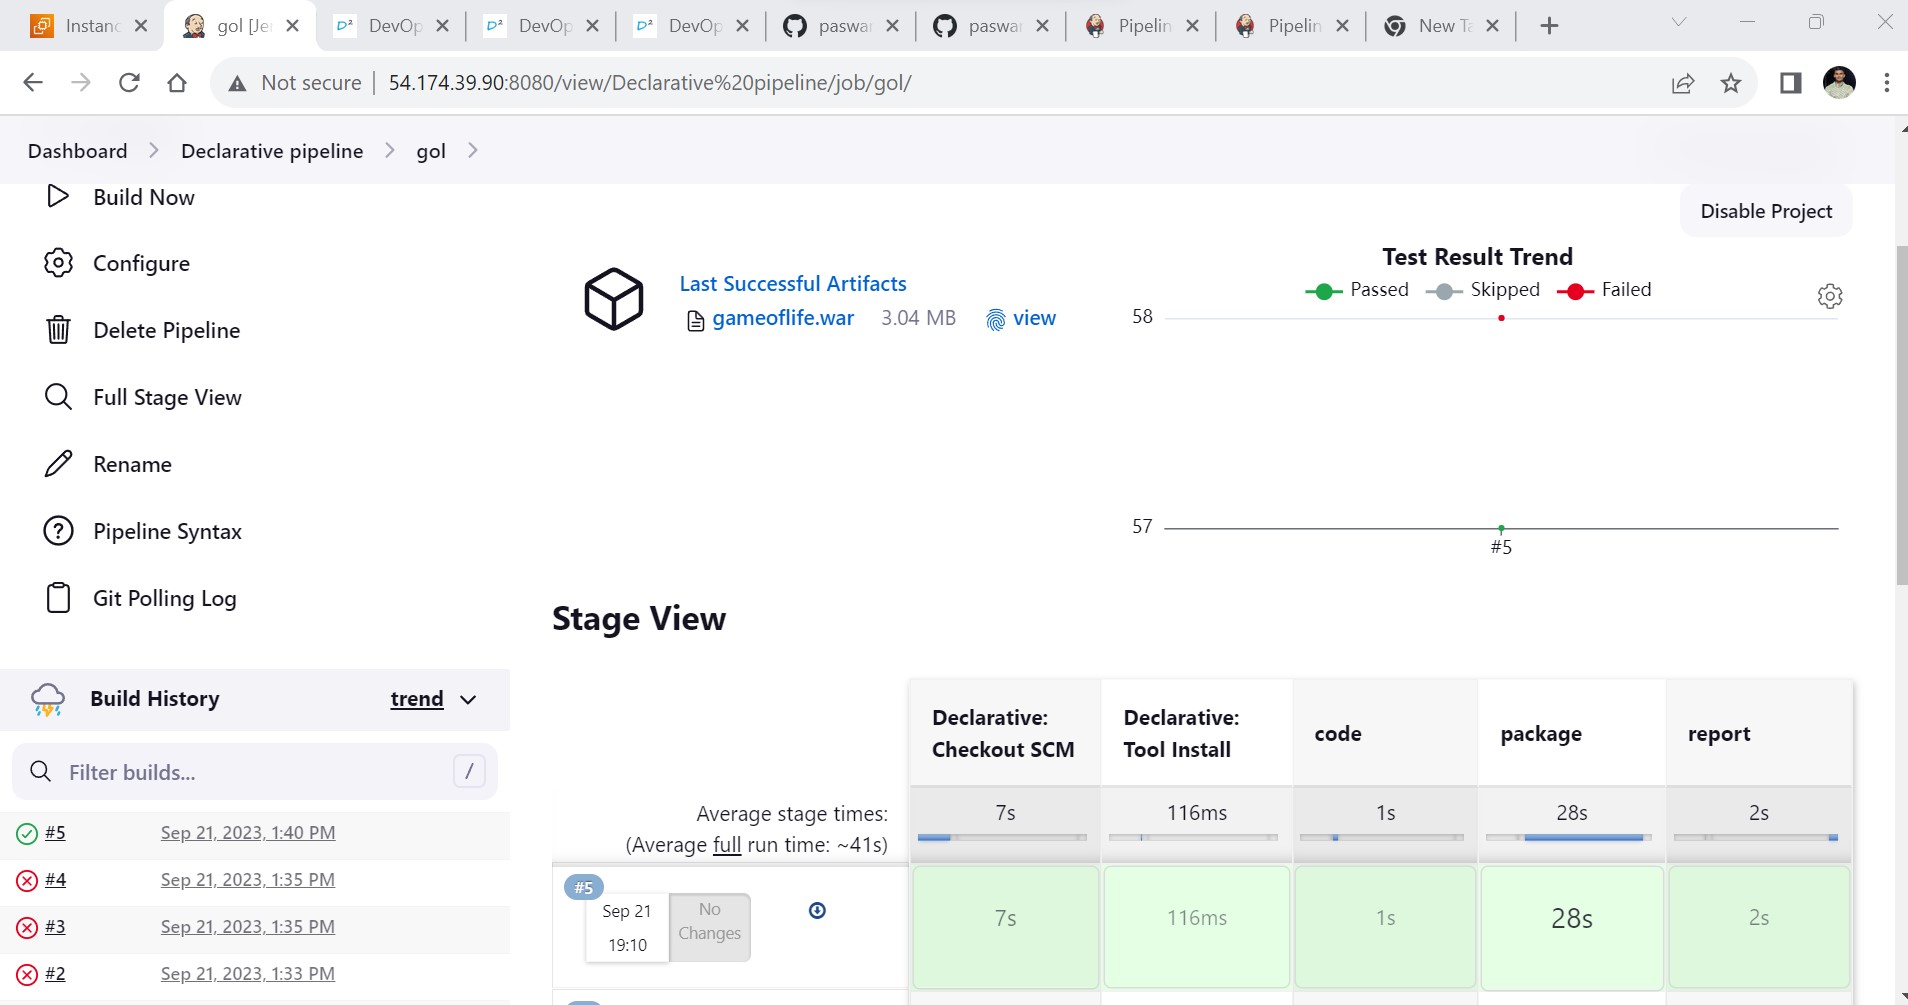 Instanc
gol [Jer
DevOp
DevOp
DevOp
paswar
paswar
Pipelin
Pipelin
New Ta
Not secure
54.174.39.90:8080/view/Declarative%20pipeline/job/gol/
Dashboard > Declarative pipeline > gol >
Build Now
Configure
Delete Pipeline
Full Stage View
Rename
Pipeline Syntax
Git Polling Log
Disable Project
Last Successful Artifacts
gameoflife.war 3.04 MB view
Test Result Trend
Passed Skipped Failed
58
57
#5
Stage View
Declarative: Checkout SCM
Declarative: Tool Install
code
package
report
Average stage times:
(Average full run time: ~41s)
7s 116ms 1s 28s 2s
#5
Sep 21
19:10
No
Changes
7s 116ms 1s 28s 2s
Build History trend
Filter builds... /
#5 Sep 21, 2023, 1:40 PM
#4 Sep 21, 2023, 1:35 PM
#3 Sep 21, 2023, 1:35 PM
#2 Sep 21, 2023, 1:33 PM